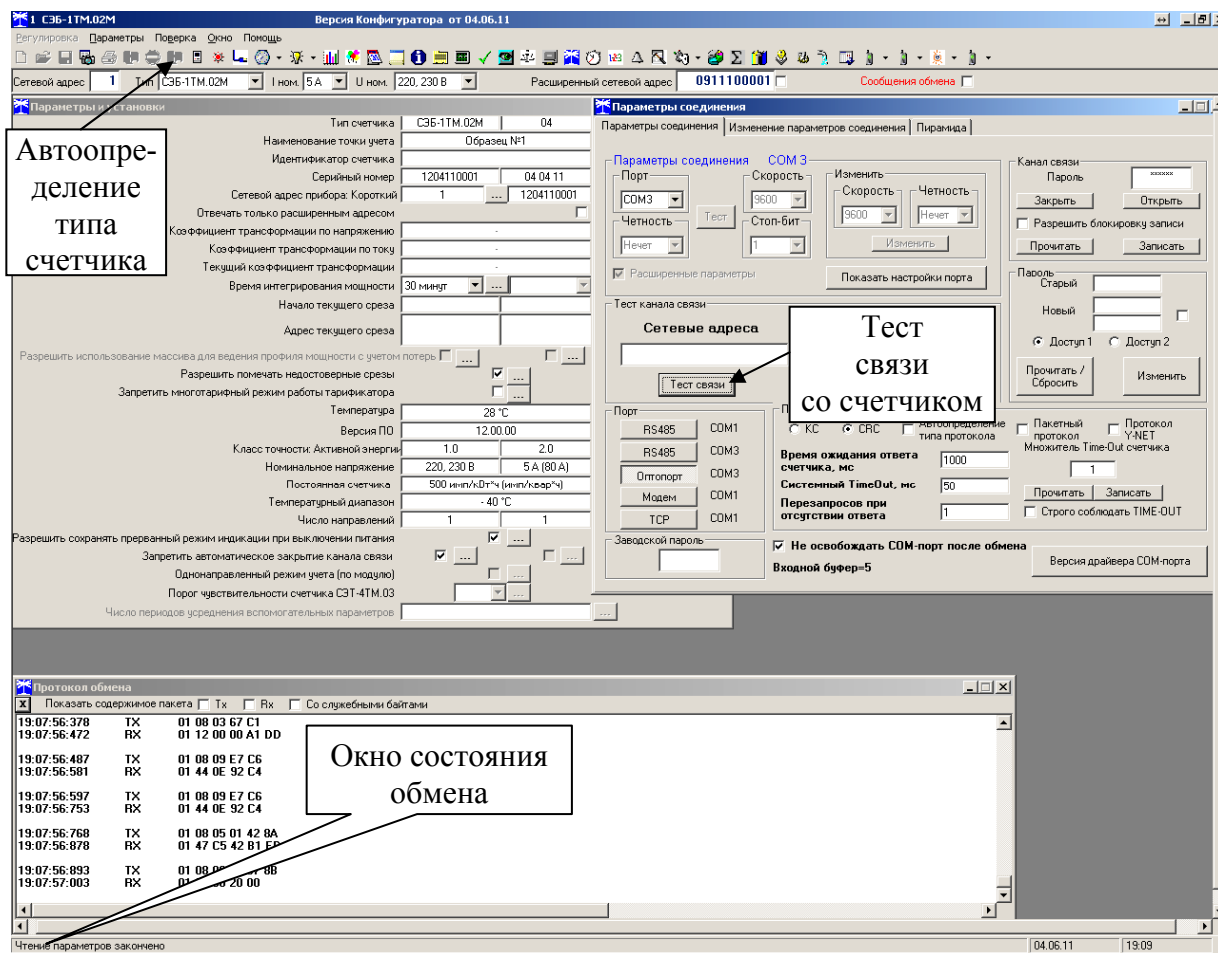 1 СЭБ-1ТМ.02М Версия Конфигуратора от 04.06.11
Регулировка Параметры Поверка Окно Помощь
Сетевой адрес 1 Тип СЭБ-1ТМ.02М I ном. 5 А U ном. 220, 230 В Расширенный сетевой адрес 0911100001 Сообщения обмена
Параметры и установки
Тип счетчика СЭБ-1ТМ.02М 04
Наименование точки учета Образец №1
Идентификатор счетчика
Серийный номер 1204110001 04 04 11
Сетевой адрес прибора: Короткий 1 ... 1204110001
Отвечать только расширенным адресом
Коэффициент трансформации по напряжению -
Коэффициент трансформации по току
Текущий коэффициент трансформации -
Время интегрирования мощности 30 минут ...
Начало текущего среза
Адрес текущего среза
Разрешить использование массива для ведения профиля мощности с учетом потерь ... ...
Разрешить помечать недостоверные срезы ...
Запретить многотарифный режим работы тарификатора ...
Температура 28 °С
Версия ПО 12.00.00
Класс точности: Активной энергии 1.0 2.0
Номинальное напряжение 220, 230 В 5 А (80 А)
Постоянная счетчика 500 имп/кВт*ч (имп/квар*ч)
Температурный диапазон - 40 °С
Число направлений 1 1
Разрешить сохранять прерванный режим индикации при выключении питания ...
Запретить автоматическое закрытие канала связи ... ...
Однонаправленный режим учета (по модулю) ...
Порог чувствительности счетчика СЭТ-4ТМ.03 ...
Число периодов усреднения вспомогательных параметров ...
Автоопре-
деление
типа
счетчика
Параметры соединения
Параметры соединения Изменение параметров соединения Пирамида
Параметры соединения COM 3
Порт Скорость
COM3 9600
Четность Тест Стоп-бит
Нечет 1
Изменить
Скорость Четность
9600 Нечет
Изменить
Расширенные параметры Показать настройки порта
Канал связи
Пароль xxxxxx
Закрыть Открыть
Разрешить блокировку записи
Прочитать Записать
Пароль
Старый
Новый
Доступ 1 Доступ 2
Прочитать / Сбросить Изменить
Тест канала связи
Сетевые адреса
Тест связи
Тест
связи
со счетчиком
Порт
RS485 COM1
RS485 COM3
Оптопорт COM3
Модем COM1
TCP COM1
КС CRC Автоопределение
типа протокола
Пакетный
протокол
Протокол
Y-NET
Время ожидания ответа
счетчика, мс 1000
Системный TimeOut, мс 50
Перезапросов при
отсутствии ответа 1
Множитель Time-Out счетчика
1
Прочитать Записать
Строго соблюдать TIME-OUT
Заводской пароль
Не освобождать COM-порт после обмена
Входной буфер=5
Версия драйвера COM-порта
Протокол обмена
X Показать содержимое пакета Tx Rx Со служебными байтами
19:07:56:378 TX 01 08 03 67 C1
19:07:56:472 RX 01 12 00 00 A1 DD
19:07:56:487 TX 01 08 09 E7 C6
19:07:56:581 RX 01 44 0E 92 C4
19:07:56:597 TX 01 08 09 E7 C6
19:07:56:753 RX 01 44 0E 92 C4
19:07:56:768 TX 01 08 05 01 42 8A
19:07:56:878 RX 01 47 C5 42 B1
19:07:56:893 TX 01 08 8B
19:07:57:003 RX 01 20 00
Окно состояния
обмена
Чтение параметров закончено 04.06.11 19:09